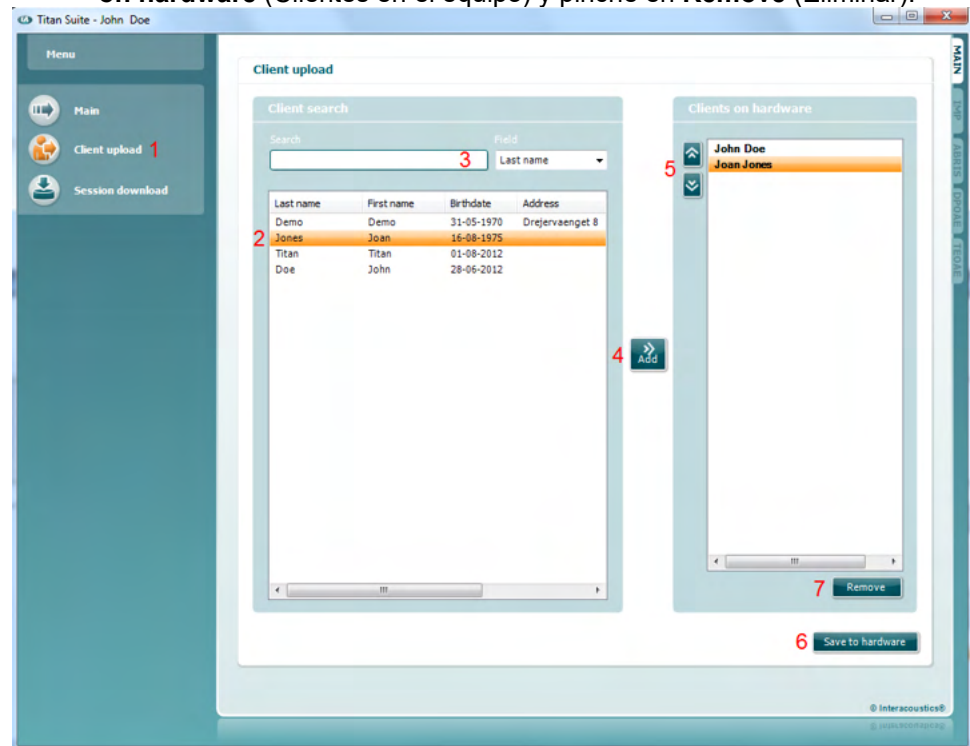 on hardware (Clientes en el equipo) y pinche en Remove (Eliminar).
Titan Suite - John Doe
Menu
Main
Client upload 1
Session download
Client upload
Client search
Search
Field
3
Last name
Last name First name Birthdate Address
Demo Demo 31-05-1970 Drejervaenget 8
2 Jones Joan 16-08-1975
Titan Titan 01-08-2012
Doe John 28-06-2012
4
Add
Clients on hardware
5
John Doe
Joan Jones
7 Remove
6 Save to hardware
© Interacoustics®
MAIN
IMP
ABRIS
DPOAE
TEOAE